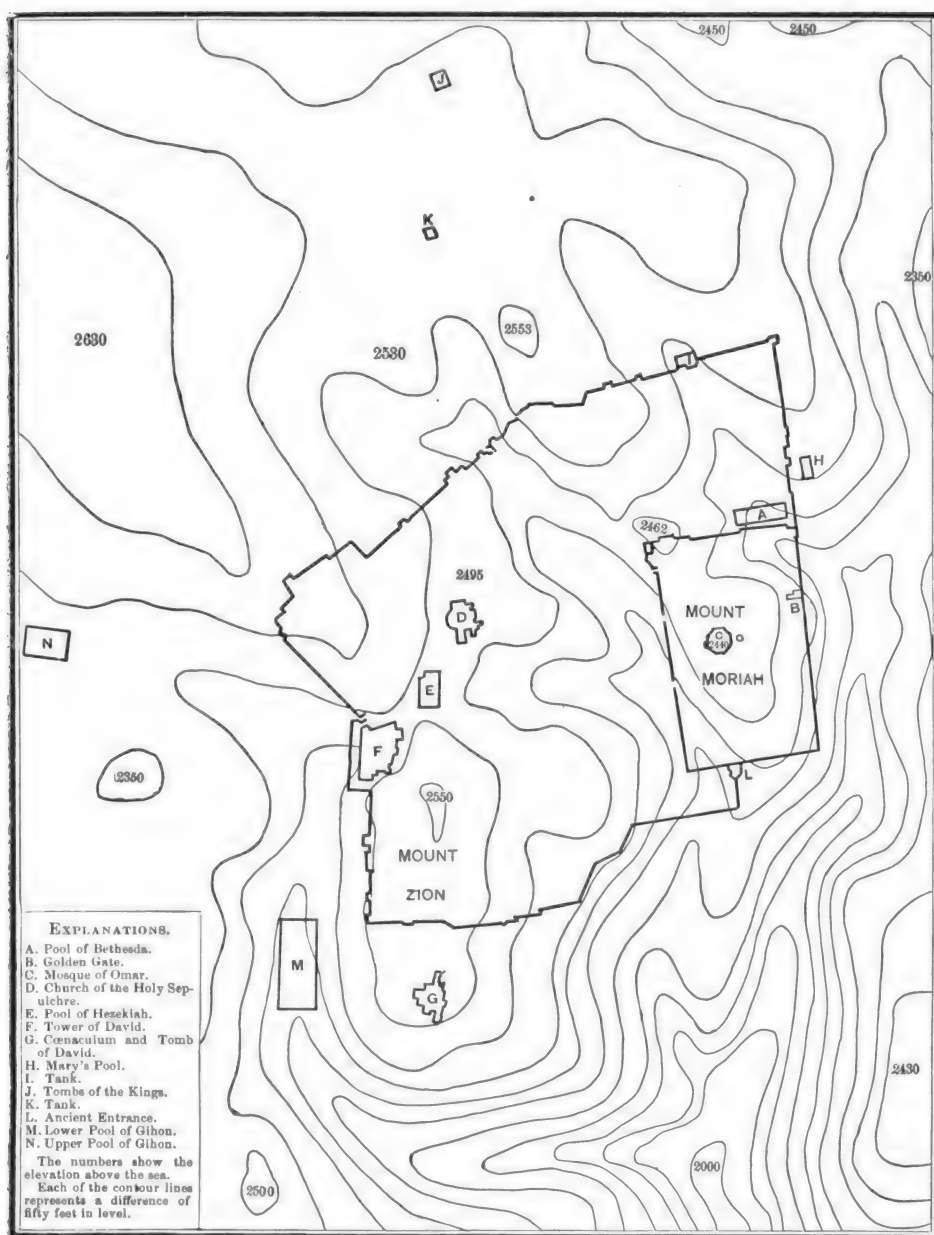 2450
2450
J
K
2350
2553
2630
2580
I
H
A
2462
2495
MOUNT
B
D
C
2440
N
MORIAH
E
F
L
2350
2550
MOUNT
ZION
M
G
2430
2000
2500
EXPLANATIONS.
A. Pool of Bethesda.
B. Golden Gate.
C. Mosque of Omar.
D. Church of the Holy Sep-
ulchre.
E. Pool of Hezekiah.
F. Tower of David.
G. Cœnaculum and Tomb
of David.
H. Mary's Pool.
I. Tank.
J. Tombs of the Kings.
K. Tank.
L. Ancient Entrance.
M. Lower Pool of Gihon.
N. Upper Pool of Gihon.
The numbers show the
elevation above the sea.
Each of the contour lines
represents a difference of
fifty feet in level.